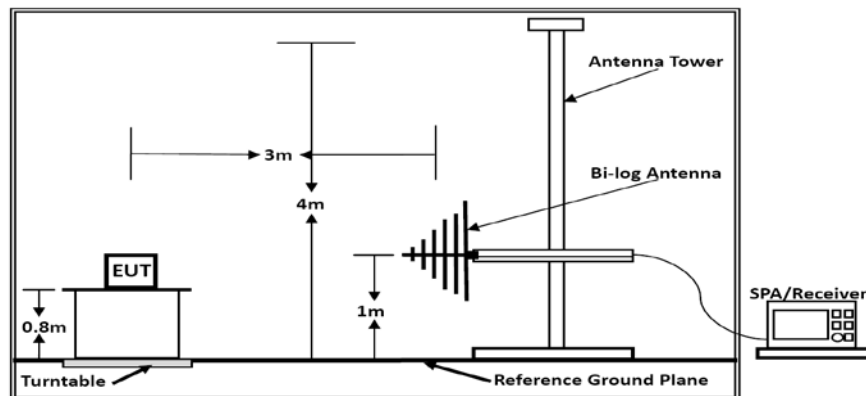 Antenna Tower
3m
Bi-log Antenna
4m
EUT
1m
SPA/Receiver
0.8m
Turntable
Reference Ground Plane